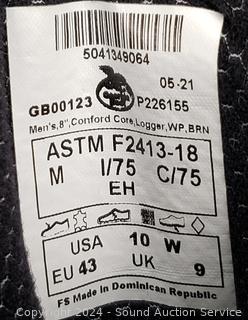 5041349064
05-21
GB00123 P226155
Men's,8",Conford Core,Logger,WP,BRN
ASTM F2413-18
M I/75 C/75
EH
USA 10 W
EU 43 UK 9
FS Made in Dominican Republic
Copyright 2024 - Sound Auction Service